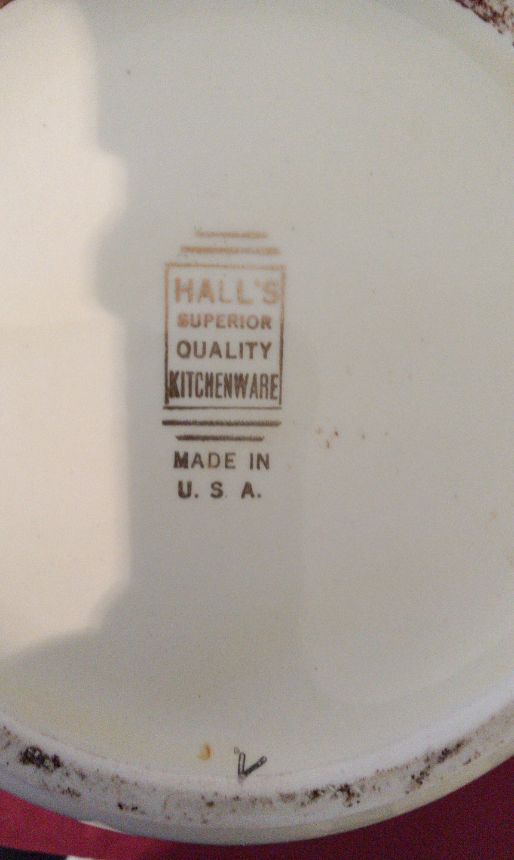 HALL'S
SUPERIOR
QUALITY
KITCHENWARE
MADE IN
U. S. A.